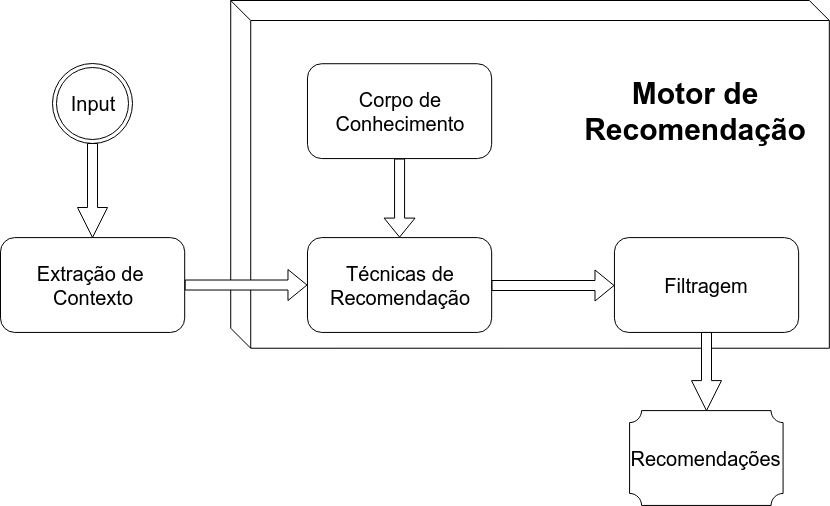 Input
Corpo de
Conhecimento
Motor de
Recomendação
Extração de
Contexto
Técnicas de
Recomendação
Filtragem
Recomendações